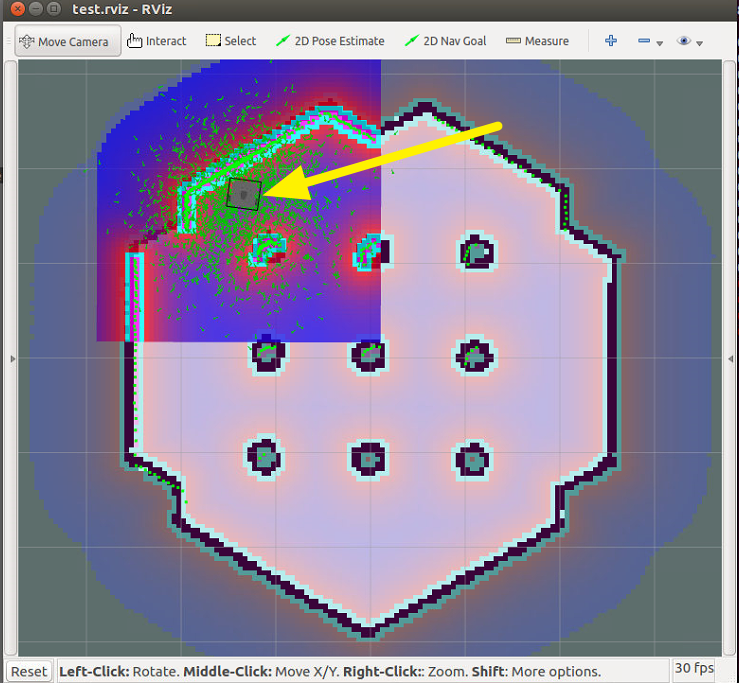 test.rviz - RViz
Move Camera Interact Select 2D Pose Estimate 2D Nav Goal Measure
Reset Left-Click: Rotate. Middle-Click: Move X/Y. Right-Click:: Zoom. Shift: More options. 30 fps